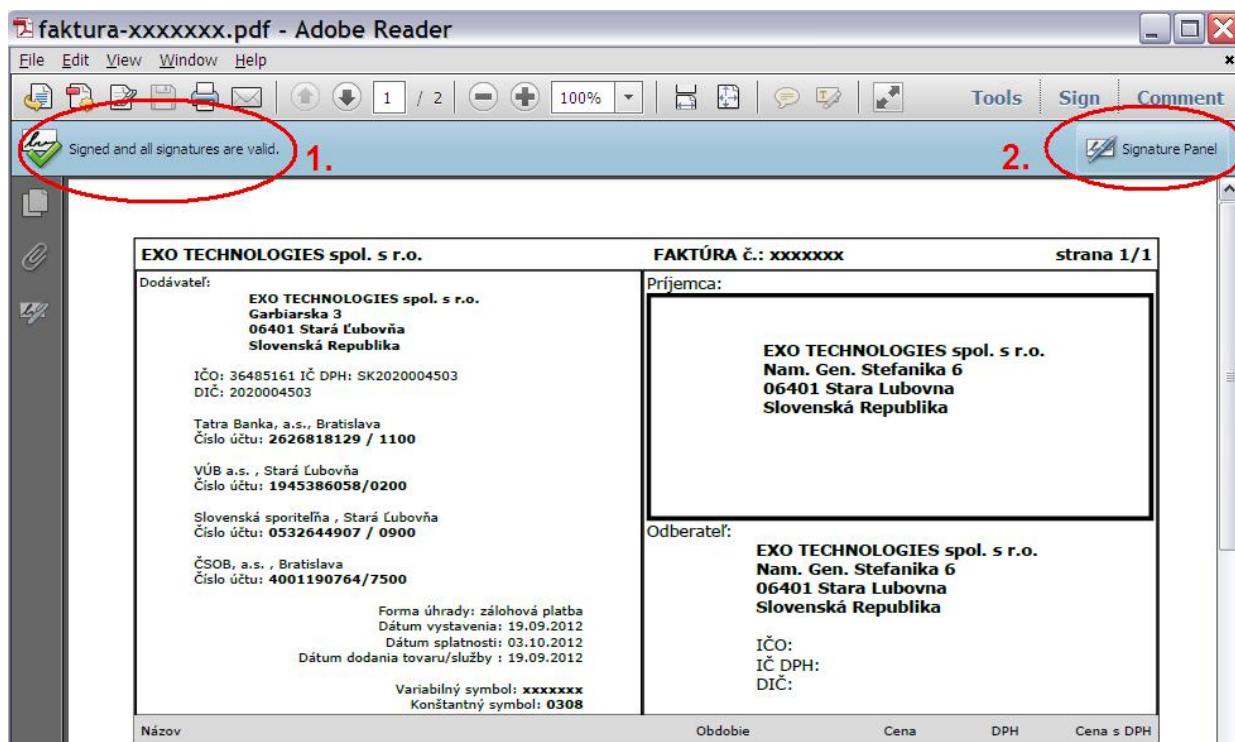 faktura-xxxxxxx.pdf - Adobe Reader
File Edit View Window Help
1 / 2 100% Tools Sign Comment
Signed and all signatures are valid. 1. 2. Signature Panel
EXO TECHNOLOGIES spol. s r.o. FAKTÚRA č.: xxxxxxx strana 1/1
Dodávateľ:
EXO TECHNOLOGIES spol. s r.o.
Garbiarska 3
06401 Stará Ľubovňa
Slovenská Republika
IČO: 36485161 IČ DPH: SK2020004503
DIČ: 2020004503
Tatra Banka, a.s., Bratislava
Číslo účtu: 2626818129 / 1100
VÚB a.s. , Stará Ľubovňa
Číslo účtu: 1945386058/0200
Slovenská sporiteľňa , Stará Ľubovňa
Číslo účtu: 0532644907 / 0900
ČSOB, a.s. , Bratislava
Číslo účtu: 4001190764/7500
Forma úhrady: zálohová platba
Dátum vystavenia: 19.09.2012
Dátum splatnosti: 03.10.2012
Dátum dodania tovaru/služby : 19.09.2012
Variabilný symbol: xxxxxxx
Konštantný symbol: 0308
Príjemca:
EXO TECHNOLOGIES spol. s r.o.
Nam. Gen. Stefanika 6
06401 Stara Lubovna
Slovenská Republika
Odberateľ:
EXO TECHNOLOGIES spol. s r.o.
Nam. Gen. Stefanika 6
06401 Stara Lubovna
Slovenská Republika
IČO:
IČ DPH:
DIČ:
Názov Obdobie Cena DPH Cena s DPH